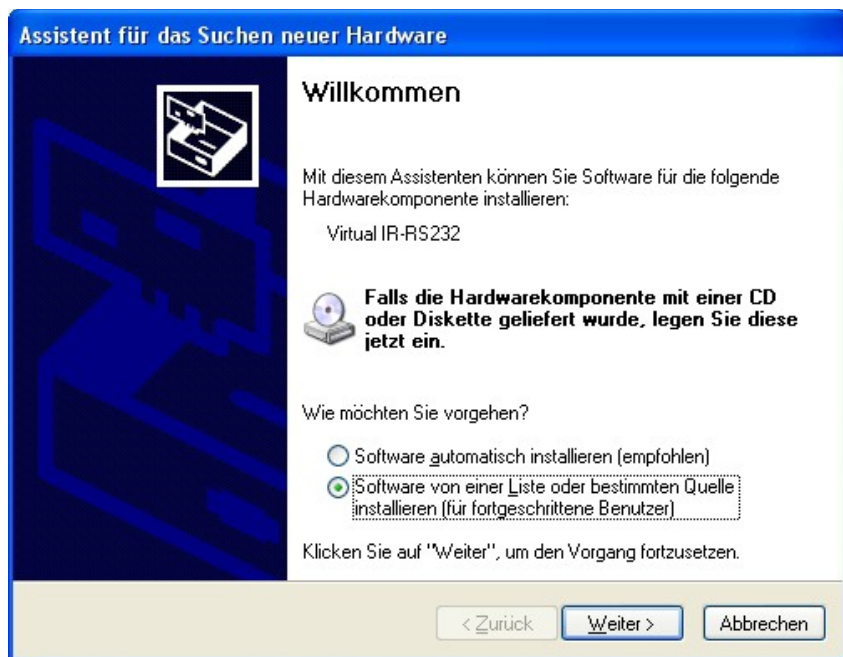 Assistent für das Suchen neuer Hardware
Willkommen
Mit diesem Assistenten können Sie Software für die folgende
Hardwarekomponente installieren:
Virtual IR-RS232
Falls die Hardwarekomponente mit einer CD
oder Diskette geliefert wurde, legen Sie diese
jetzt ein.
Wie möchten Sie vorgehen?
Software automatisch installieren (empfohlen)
Software von einer Liste oder bestimmten Quelle
installieren (für fortgeschrittene Benutzer)
Klicken Sie auf "Weiter", um den Vorgang fortzusetzen.
< Zurück
Weiter >
Abbrechen